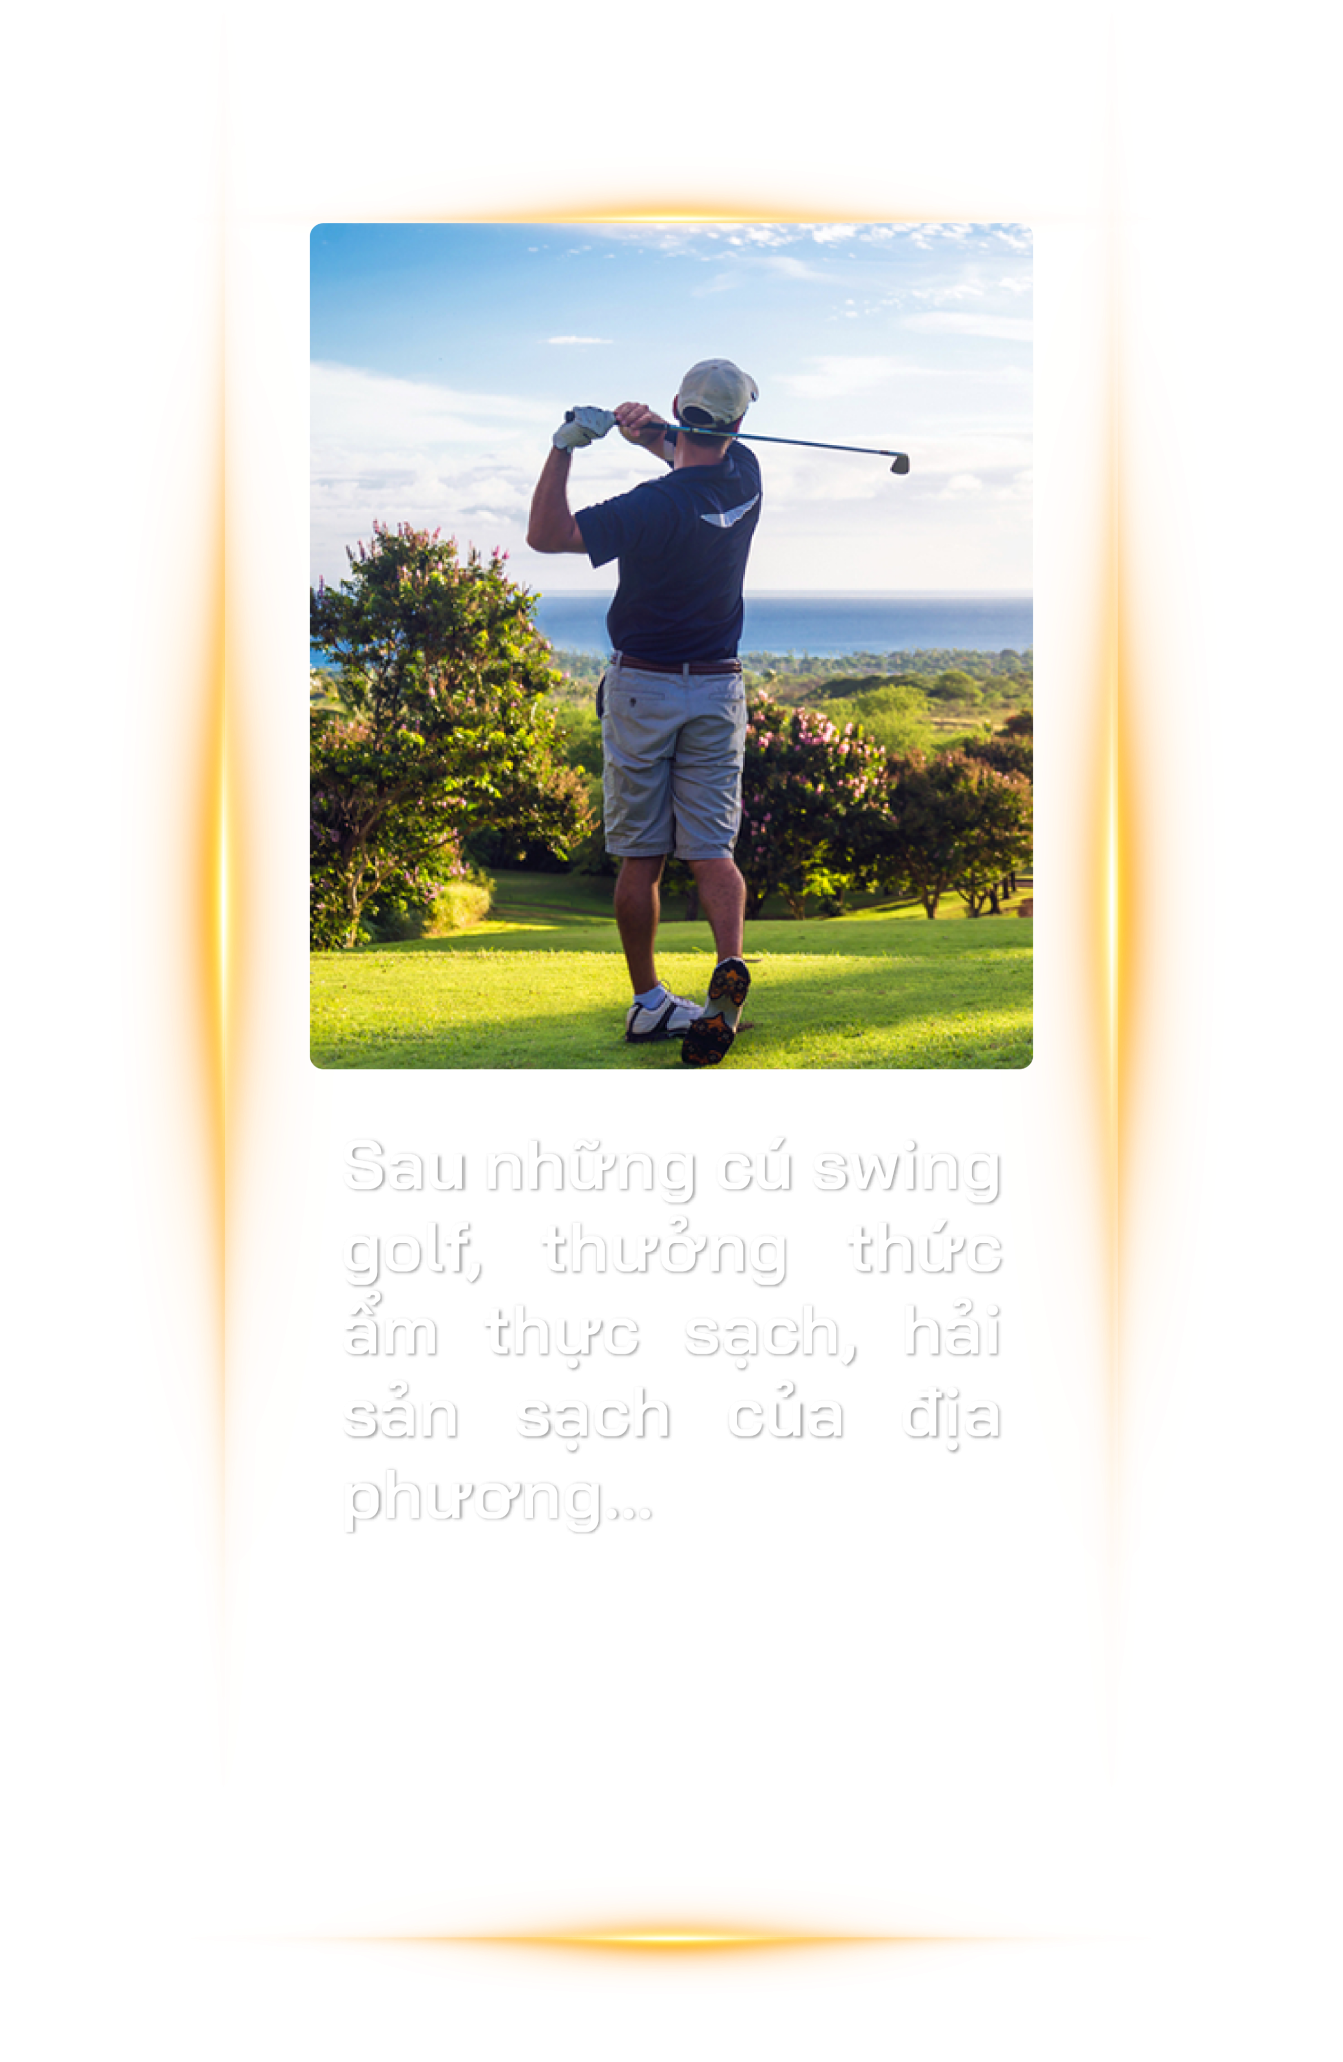 Sau những cú swing
golf, thưởng thức
ẩm thực sạch, hải
sản sạch của địa
phương...